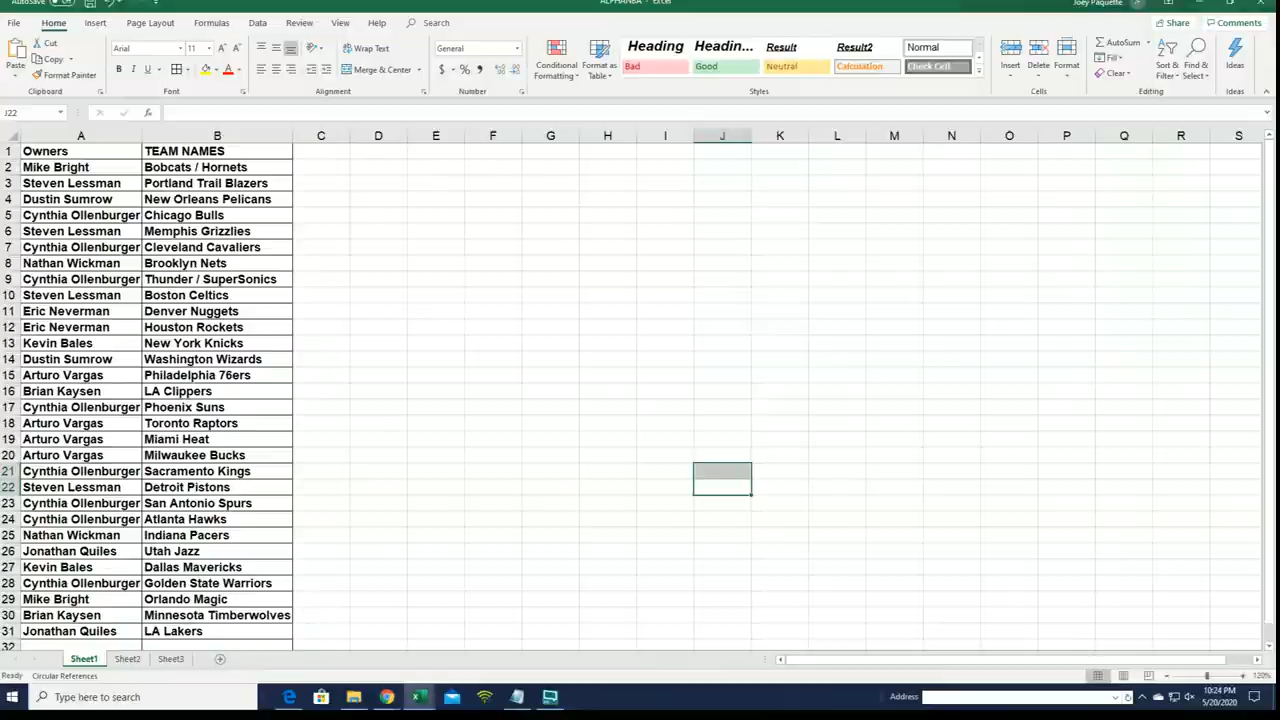 AutoSave ALPHANBA - Excel Joey Paquette
File Home Insert Page Layout Formulas Data Review View Help Search Share Comments
Cut Arial 11 Wrap Text General Heading Headin... Result Result2 Normal AutoSum
Copy Fill
Paste Format Painter B I U A Merge & Center $ % Conditional Formatting Format as Table Bad Good Neutral Calculation Check Cell Insert Delete Format Clear Sort & Filter Find & Select Ideas
Clipboard Font Alignment Number Styles Cells Editing Ideas
J22 fx
A B C D E F G H I J K L M N O P Q R S
1 Owners TEAM NAMES
2 Mike Bright Bobcats / Hornets
3 Steven Lessman Portland Trail Blazers
4 Dustin Sumrow New Orleans Pelicans
5 Cynthia Ollenburger Chicago Bulls
6 Steven Lessman Memphis Grizzlies
7 Cynthia Ollenburger Cleveland Cavaliers
8 Nathan Wickman Brooklyn Nets
9 Cynthia Ollenburger Thunder / SuperSonics
10 Steven Lessman Boston Celtics
11 Eric Neverman Denver Nuggets
12 Eric Neverman Houston Rockets
13 Kevin Bales New York Knicks
14 Dustin Sumrow Washington Wizards
15 Arturo Vargas Philadelphia 76ers
16 Brian Kaysen LA Clippers
17 Cynthia Ollenburger Phoenix Suns
18 Arturo Vargas Toronto Raptors
19 Arturo Vargas Miami Heat
20 Arturo Vargas Milwaukee Bucks
21 Cynthia Ollenburger Sacramento Kings
22 Steven Lessman Detroit Pistons
23 Cynthia Ollenburger San Antonio Spurs
24 Cynthia Ollenburger Atlanta Hawks
25 Nathan Wickman Indiana Pacers
26 Jonathan Quiles Utah Jazz
27 Kevin Bales Dallas Mavericks
28 Cynthia Ollenburger Golden State Warriors
29 Mike Bright Orlando Magic
30 Brian Kaysen Minnesota Timberwolves
31 Jonathan Quiles LA Lakers
32
Sheet1 Sheet2 Sheet3
Ready Circular References 120%
Type here to search Address 10:24 PM
5/20/2020